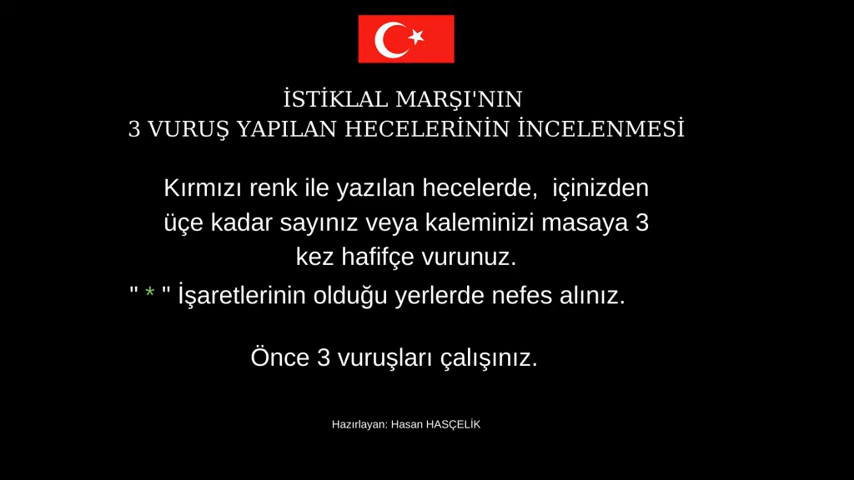 İSTİKLAL MARŞI'NIN
3 VURUŞ YAPILAN HECELERİNİN İNCELENMESİ
Kırmızı renk ile yazılan hecelerde, içinizden
üçe kadar sayınız veya kaleminizi masaya 3
kez hafifçe vurunuz.
" * " İşaretlerinin olduğu yerlerde nefes alınız.
Önce 3 vuruşları çalışınız.
Hazırlayan: Hasan HASÇELİK